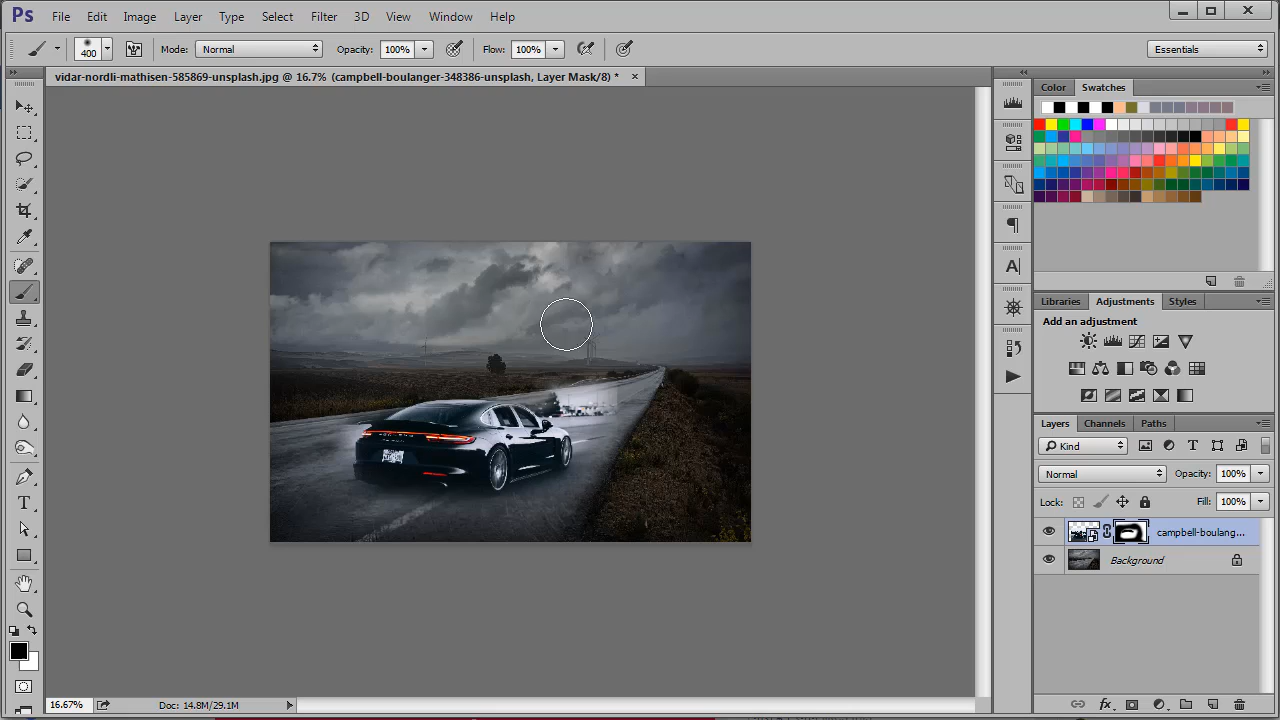 Ps File Edit Image Layer Type Select Filter 3D View Window Help
400 Mode: Normal Opacity: 100% Flow: 100% Essentials
vidar-nordli-mathisen-585869-unsplash.jpg @ 16.7% (campbell-boulanger-348386-unsplash, Layer Mask/8) * ×
Color Swatches
Libraries Adjustments Styles
Add an adjustment
Layers Channels Paths
Kind
Normal Opacity: 100%
Lock: Fill: 100%
campbell-boulang...
Background
16.67% Doc: 14.8M/29.1M